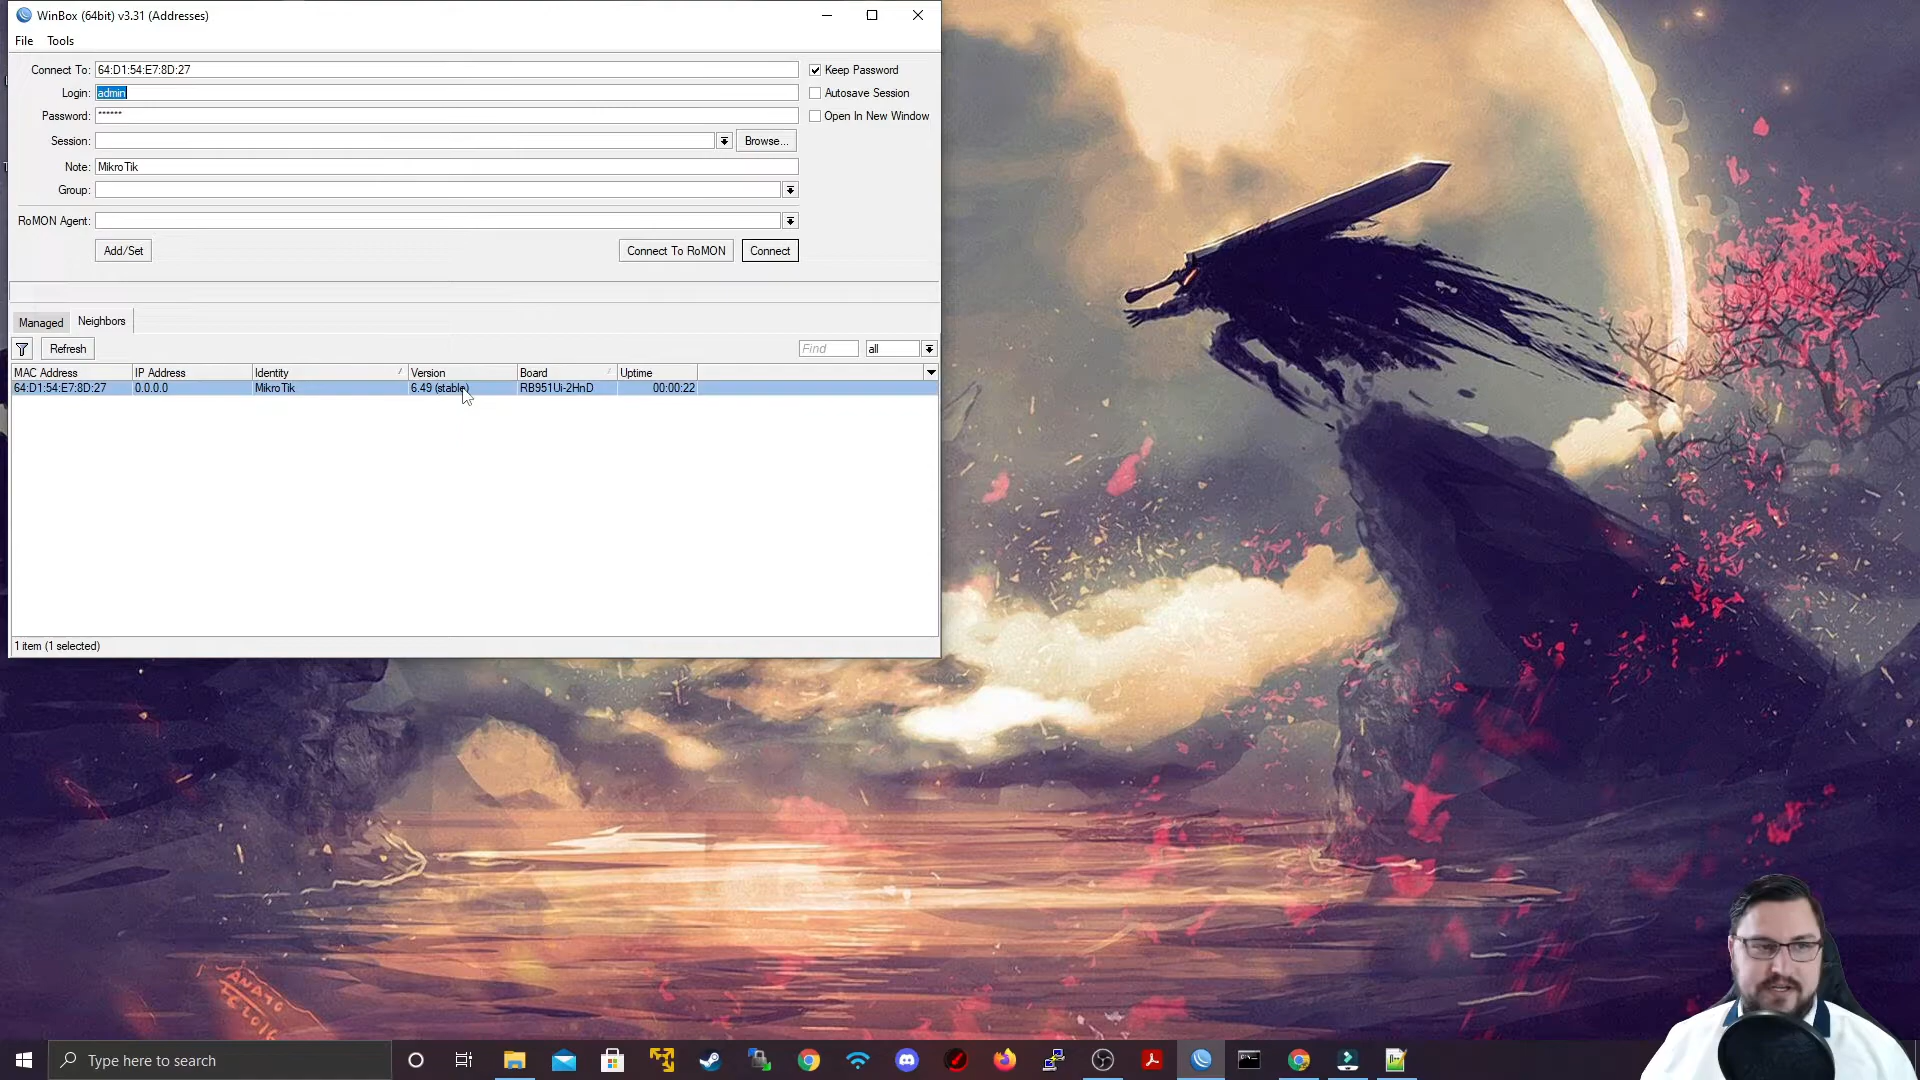 WinBox (64bit) v3.31 (Addresses)
File Tools
Connect To: 64:D1:54:E7:8D:27 Keep Password
Login: admin Autosave Session
Password: ****** Open In New Window
Session: Browse...
Note: MikroTik
Group:
RoMON Agent:
Add/Set Connect To RoMON Connect
Managed Neighbors
Refresh Find all
MAC Address IP Address Identity Version Board Uptime
64:D1:54:E7:8D:27 0.0.0.0 MikroTik 6.49 (stable) RB951Ui-2HnD 00:00:22
1 item (1 selected)
Type here to search